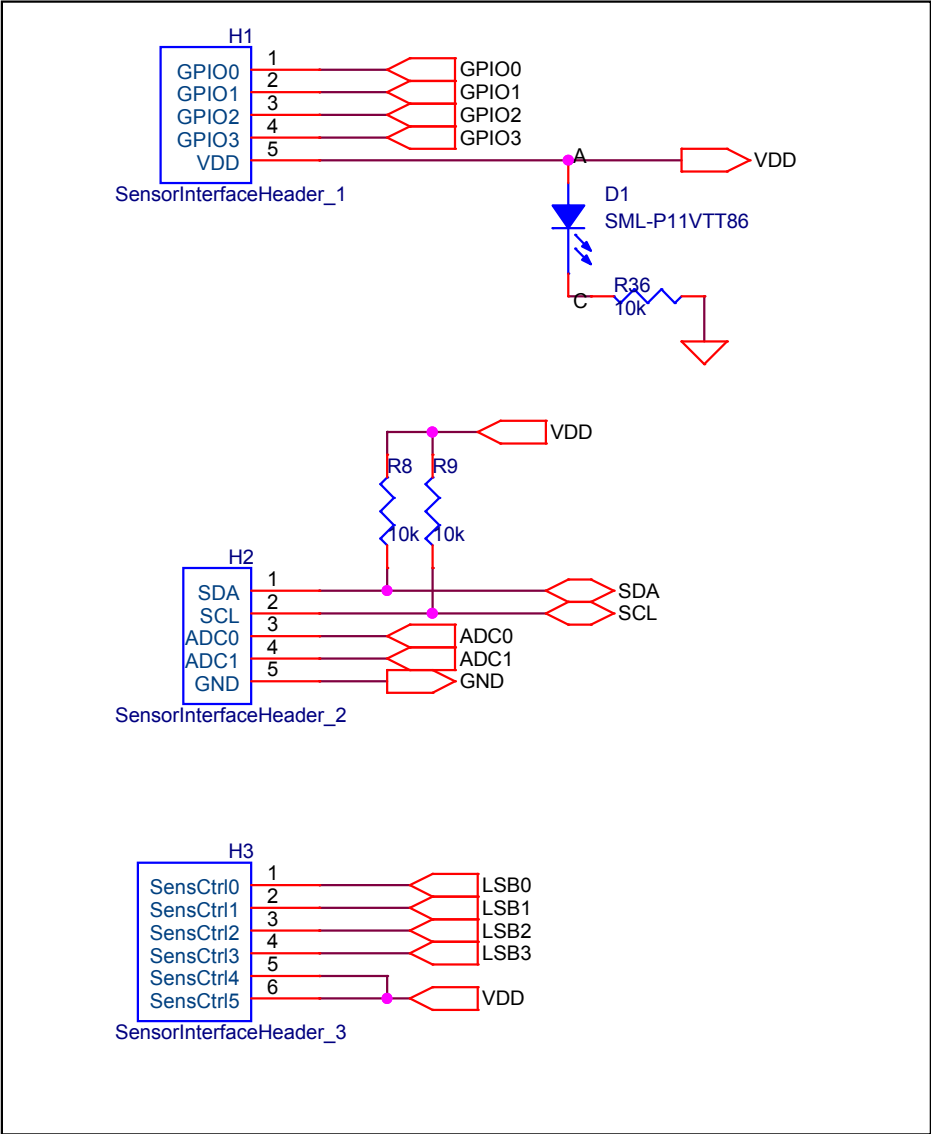 H1
GPIO0 1 GPIO0
GPIO1 2 GPIO1
GPIO2 3 GPIO2
GPIO3 4 GPIO3
VDD 5 A VDD
SensorInterfaceHeader_1
D1
SML-P11VTT86
C
R36
10k
VDD
R8 R9
10k 10k
H2
SDA 1 SDA
SCL 2 SCL
ADC0 3 ADC0
ADC1 4 ADC1
GND 5 GND
SensorInterfaceHeader_2
H3
SensCtrl0 1 LSB0
SensCtrl1 2 LSB1
SensCtrl2 3 LSB2
SensCtrl3 4 LSB3
SensCtrl4 5
SensCtrl5 6 VDD
SensorInterfaceHeader_3